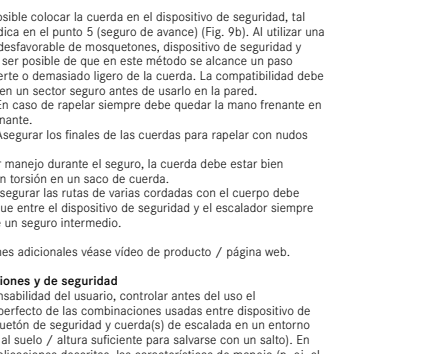 osible colocar la cuerda en el dispositivo de seguridad, tal
dica en el punto 5 (seguro de avance) (Fig. 9b). Al utilizar una
desfavorable de mosquetones, dispositivo de seguridad y
ser posible de que en este método se alcance un paso
erte o demasiado ligero de la cuerda. La compatibilidad debe
en un sector seguro antes de usarlo en la pared.
En caso de rapelar siempre debe quedar la mano frenante en
nante.
Asegurar los finales de las cuerdas para rapelar con nudos
r manejo durante el seguro, la cuerda debe estar bien
n torsión en un saco de cuerda.
segurar las rutas de varias cordadas con el cuerpo debe
ue entre el dispositivo de seguridad y el escalador siempre
e un seguro intermedio.
nes adicionales véase vídeo de producto / página web.
iones y de seguridad
nsabilidad del usuario, controlar antes del uso el
perfecto de las combinaciones usadas entre dispositivo de
uetón de seguridad y cuerda(s) de escalada en un entorno
al suelo / altura suficiente para salvarse con un salto). En